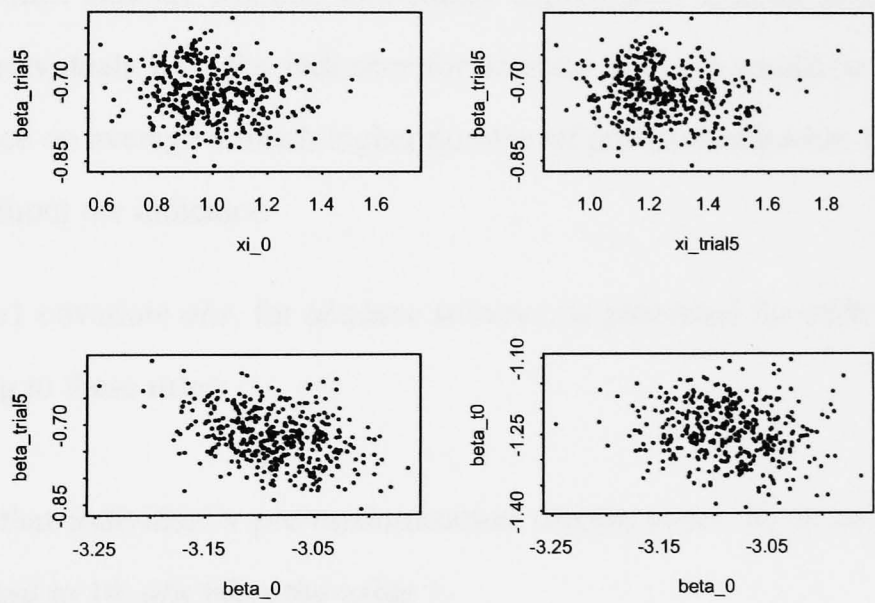 beta_trial5
-0.85
-0.70
0.6 0.8 1.0 1.2 1.4 1.6
xi_0
beta_trial5
-0.85
-0.70
1.0 1.2 1.4 1.6 1.8
xi_trial5
beta_trial5
-0.85
-0.70
-3.25 -3.15 -3.05
beta_0
beta_t0
-1.40
-1.25
-1.10
-3.25 -3.15 -3.05
beta_0